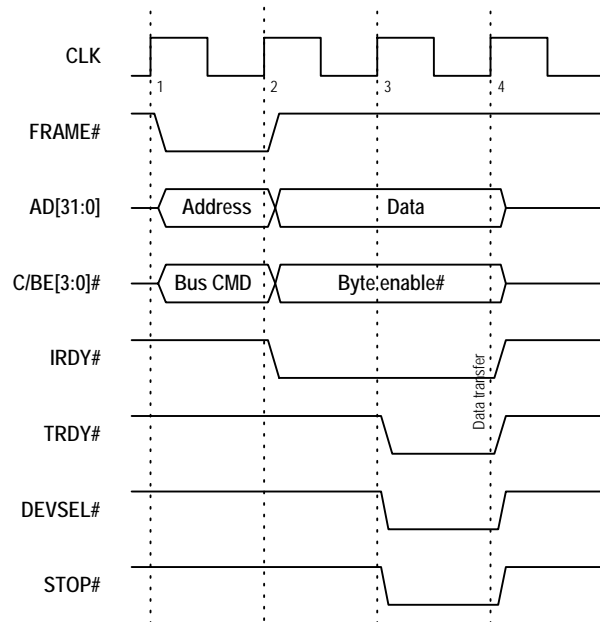 CLK
1 2 3 4
FRAME#
AD[31:0] Address Data
C/BE[3:0]# Bus CMD Byte enable#
IRDY#
Data transfer
TRDY#
DEVSEL#
STOP#